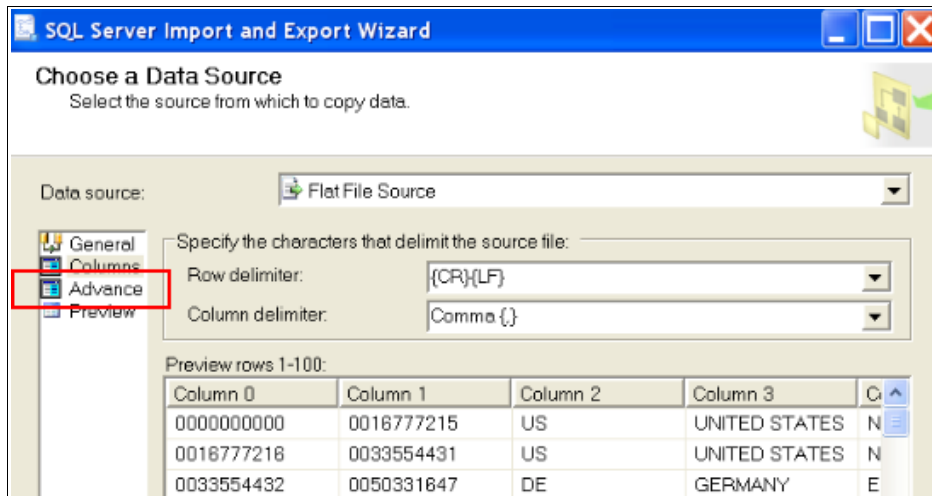 SQL Server Import and Export Wizard
Choose a Data Source
Select the source from which to copy data.
Data source: Flat File Source
General
Columns
Advance
Preview
Specify the characters that delimit the source file:
Row delimiter: {CR}{LF}
Column delimiter: Comma {,}
Preview rows 1-100:
Column 0 Column 1 Column 2 Column 3
0000000000 0016777215 US UNITED STATES N
0016777216 0033554431 US UNITED STATES N
0033554432 0050331647 DE GERMANY E